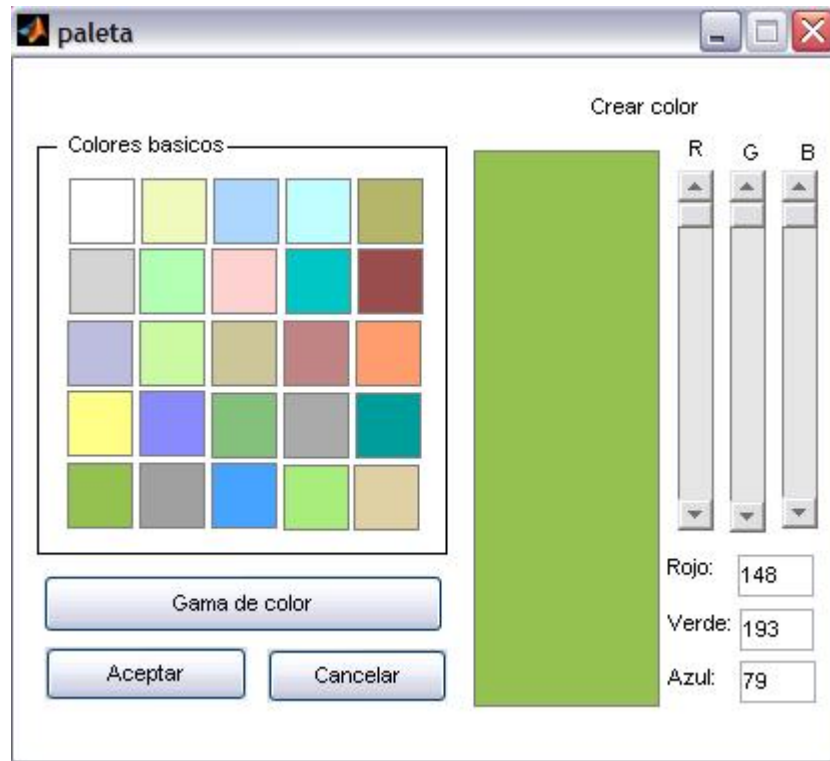 paleta
Crear color
Colores basicos
R G B
Gama de color
Aceptar Cancelar
Rojo: 148
Verde: 193
Azul: 79